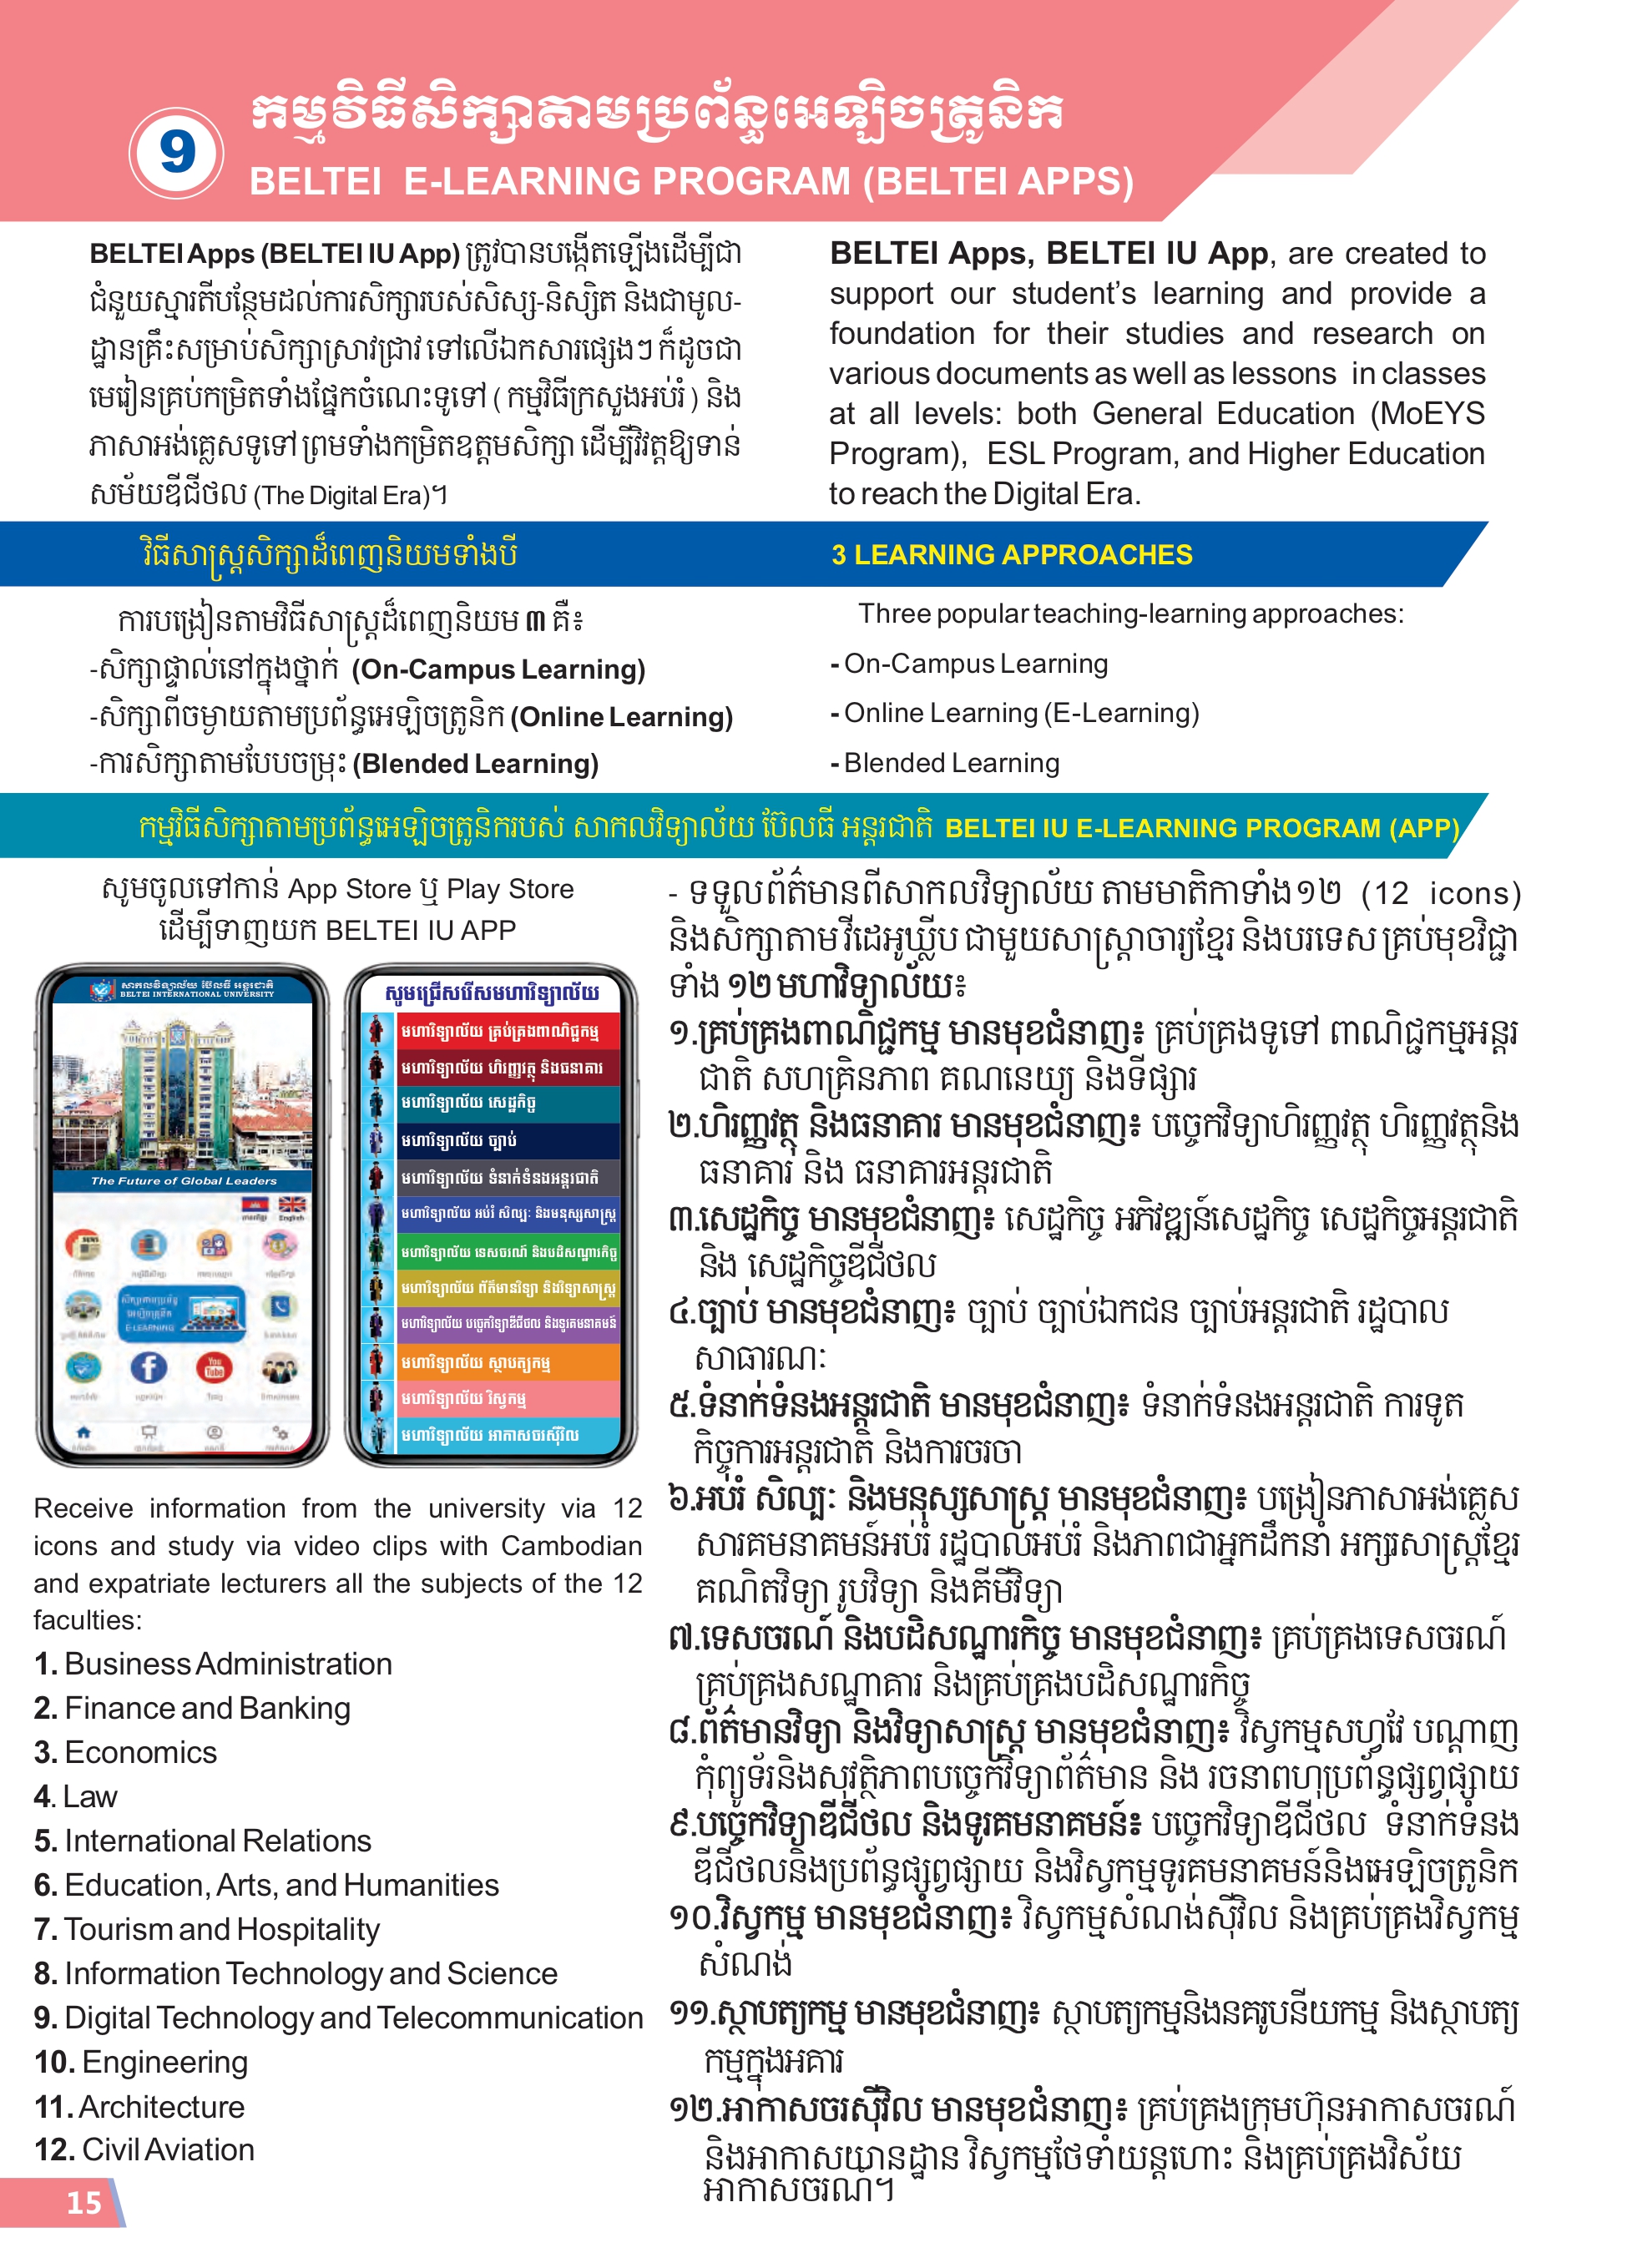 9
កម្មវិធីសិក្សាតាមប្រព័ន្ធអេឡិចត្រូនិក
BELTEI E-LEARNING PROGRAM (BELTEI APPS)
BELTEI Apps (BELTEI IU App) ត្រូវបានបង្កើតឡើងដើម្បីជា
ជំនួយស្មារតីបន្ថែមដល់ការសិក្សារបស់សិស្ស-និស្សិត និងជាមូល-
ដ្ឋានគ្រឹះសម្រាប់សិក្សាស្រាវជ្រាវ ទៅលើឯកសារផ្សេងៗ ក៏ដូចជា
មេរៀនគ្រប់កម្រិតទាំងផ្នែកចំណេះទូទៅ ( កម្មវិធីក្រសួងអប់រំ ) និង
ភាសាអង់គ្លេសទូទៅ ព្រមទាំងកម្រិតឧត្តមសិក្សា ដើម្បីវិវត្តឱ្យទាន់
សម័យឌីជីថល (The Digital Era)។
BELTEI Apps, BELTEI IU App, are created to
support our student’s learning and provide a
foundation for their studies and research on
various documents as well as lessons in classes
at all levels: both General Education (MoEYS
Program), ESL Program, and Higher Education
to reach the Digital Era.
វិធីសាស្ត្រសិក្សាដ៏ពេញនិយមទាំងបី
ការបង្រៀនតាមវិធីសាស្ត្រដ៏ពេញនិយម ៣ គឺ៖
-សិក្សាផ្ទាល់នៅក្នុងថ្នាក់ (On-Campus Learning)
-សិក្សាពីចម្ងាយតាមប្រព័ន្ធអេឡិចត្រូនិក (Online Learning)
-ការសិក្សាតាមបែបចម្រុះ (Blended Learning)
3 LEARNING APPROACHES
Three popular teaching-learning approaches:
- On-Campus Learning
- Online Learning (E-Learning)
- Blended Learning
កម្មវិធីសិក្សាតាមប្រព័ន្ធអេឡិចត្រូនិករបស់ សាកលវិទ្យាល័យ ប៊ែលធី អន្តរជាតិ BELTEI IU E-LEARNING PROGRAM (APP)
សូមចូលទៅកាន់ App Store ឬ Play Store
ដើម្បីទាញយក BELTEI IU APP
សាកលវិទ្យាល័យ ប៊ែលធី អន្តរជាតិ
BELTEI INTERNATIONAL UNIVERSITY
The Future of Global Leaders
English
NEWS
សិក្សាតាមប្រព័ន្ធ
អេឡិចត្រូនិក
E-LEARNING
You
Tube
សូមជ្រើសរើសមហាវិទ្យាល័យ
មហាវិទ្យាល័យ គ្រប់គ្រងពាណិជ្ជកម្ម
មហាវិទ្យាល័យ ហិរញ្ញវត្ថុ និងធនាគារ
មហាវិទ្យាល័យ សេដ្ឋកិច្ច
មហាវិទ្យាល័យ ច្បាប់
មហាវិទ្យាល័យ ទំនាក់ទំនងអន្តរជាតិ
មហាវិទ្យាល័យ អប់រំ សិល្បៈ និងមនុស្សសាស្ត្រ
មហាវិទ្យាល័យ ទេសចរណ៍ និងបដិសណ្ឋារកិច្ច
មហាវិទ្យាល័យ ព័ត៌មានវិទ្យា និងវិទ្យាសាស្ត្រ
មហាវិទ្យាល័យ បច្ចេកវិទ្យាឌីជីថល និងទូរគមនាគមន៍
មហាវិទ្យាល័យ ស្ថាបត្យកម្ម
មហាវិទ្យាល័យ វិស្វកម្ម
មហាវិទ្យាល័យ អាកាសចរស៊ីវិល
Receive information from the university via 12
icons and study via video clips with Cambodian
and expatriate lecturers all the subjects of the 12
faculties:
1. Business Administration
2. Finance and Banking
3. Economics
4. Law
5. International Relations
6. Education, Arts, and Humanities
7. Tourism and Hospitality
8. Information Technology and Science
9. Digital Technology and Telecommunication
10. Engineering
11. Architecture
12. Civil Aviation
- ទទួលព័ត៌មានពីសាកលវិទ្យាល័យ តាមមាតិកាទាំង១២ (12 icons)
និងសិក្សាតាមវីដេអូឃ្លីប ជាមួយសាស្ត្រាចារ្យខ្មែរ និងបរទេស គ្រប់មុខវិជ្ជា
ទាំង ១២ មហាវិទ្យាល័យ៖
១.គ្រប់គ្រងពាណិជ្ជកម្ម មានមុខជំនាញ៖ គ្រប់គ្រងទូទៅ ពាណិជ្ជកម្មអន្តរ
ជាតិ សហគ្រិនភាព គណនេយ្យ និងទីផ្សារ
២.ហិរញ្ញវត្ថុ និងធនាគារ មានមុខជំនាញ៖ បច្ចេកវិទ្យាហិរញ្ញវត្ថុ ហិរញ្ញវត្ថុនិង
ធនាគារ និង ធនាគារអន្តរជាតិ
៣.សេដ្ឋកិច្ច មានមុខជំនាញ៖ សេដ្ឋកិច្ច អភិវឌ្ឍន៍សេដ្ឋកិច្ច សេដ្ឋកិច្ចអន្តរជាតិ
និង សេដ្ឋកិច្ចឌីជីថល
៤.ច្បាប់ មានមុខជំនាញ៖ ច្បាប់ ច្បាប់ឯកជន ច្បាប់អន្តរជាតិ រដ្ឋបាល
សាធារណៈ
៥.ទំនាក់ទំនងអន្តរជាតិ មានមុខជំនាញ៖ ទំនាក់ទំនងអន្តរជាតិ ការទូត
កិច្ចការអន្តរជាតិ និងការចរចា
៦.អប់រំ សិល្បៈ និងមនុស្សសាស្ត្រ មានមុខជំនាញ៖ បង្រៀនភាសាអង់គ្លេស
សារគមនាគមន៍អប់រំ រដ្ឋបាលអប់រំ និងភាពជាអ្នកដឹកនាំ អក្សរសាស្ត្រខ្មែរ
គណិតវិទ្យា រូបវិទ្យា និងគីមីវិទ្យា
៧.ទេសចរណ៍ និងបដិសណ្ឋារកិច្ច មានមុខជំនាញ៖ គ្រប់គ្រងទេសចរណ៍
គ្រប់គ្រងសណ្ឋាគារ និងគ្រប់គ្រងបដិសណ្ឋារកិច្ច
៨.ព័ត៌មានវិទ្យា និងវិទ្យាសាស្ត្រ មានមុខជំនាញ៖ វិស្វកម្មសហ្វវែ បណ្តាញ
កុំព្យូទ័រនិងសុវត្ថិភាពបច្ចេកវិទ្យាព័ត៌មាន និង រចនាពហុប្រព័ន្ធផ្សព្វផ្សាយ
៩.បច្ចេកវិទ្យាឌីជីថល និងទូរគមនាគមន៍៖ បច្ចេកវិទ្យាឌីជីថល ទំនាក់ទំនង
ឌីជីថលនិងប្រព័ន្ធផ្សព្វផ្សាយ និងវិស្វកម្មទូរគមនាគមន៍និងអេឡិចត្រូនិក
១០.វិស្វកម្ម មានមុខជំនាញ៖ វិស្វកម្មសំណង់ស៊ីវិល និងគ្រប់គ្រងវិស្វកម្ម
សំណង់
១១.ស្ថាបត្យកម្ម មានមុខជំនាញ៖ ស្ថាបត្យកម្មនិងនគរូបនីយកម្ម និងស្ថាបត្យ
កម្មក្នុងអគារ
១២.អាកាសចរស៊ីវិល មានមុខជំនាញ៖ គ្រប់គ្រងក្រុមហ៊ុនអាកាសចរណ៍
និងអាកាសយានដ្ឋាន វិស្វកម្មថែទាំយន្តហោះ និងគ្រប់គ្រងវិស័យ
អាកាសចរណ៍។
15